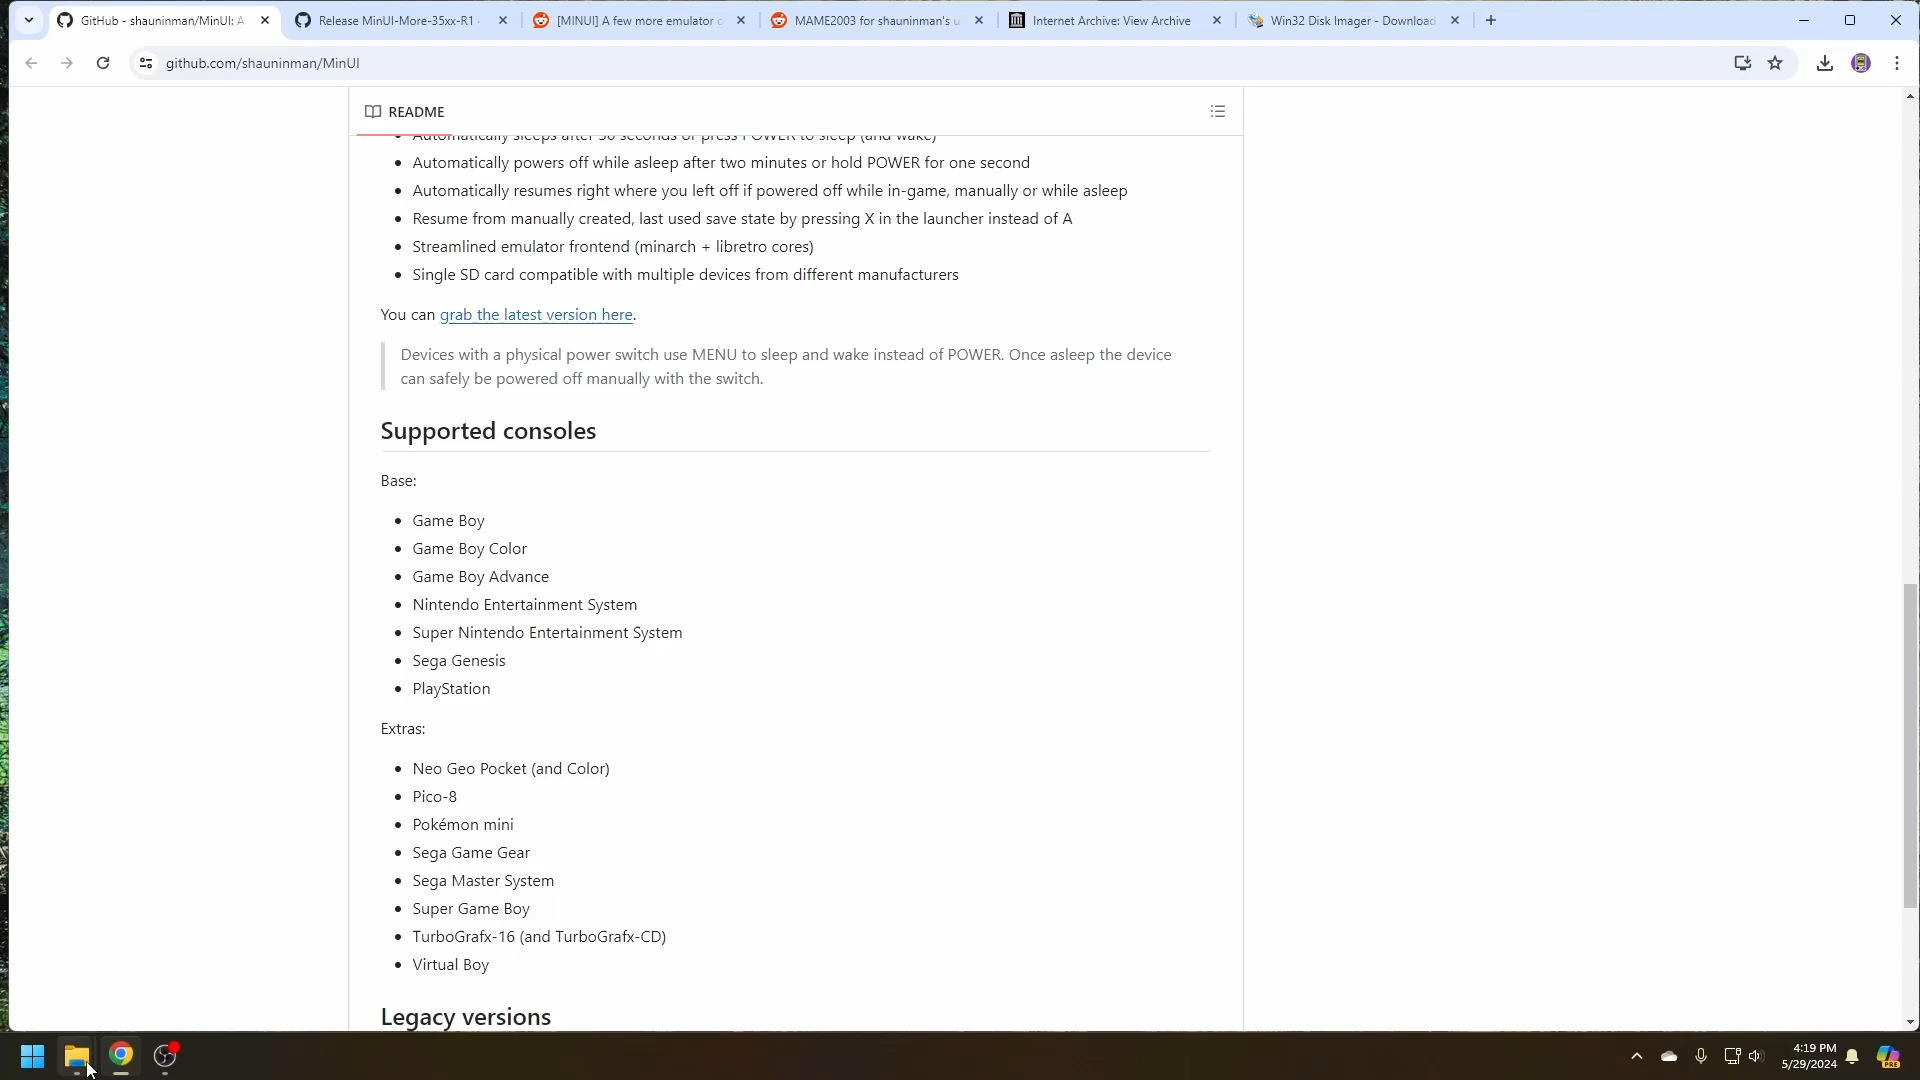 GitHub - shauninman/MinUI: A
Release MinUI-More-35xx-R1 ·
[MINUI] A few more emulator c
MAME2003 for shauninman's u
Internet Archive: View Archive
Win32 Disk Imager - Download
github.com/shauninman/MinUI
README
Automatically sleeps after 30 seconds or press POWER to sleep (and wake)
Automatically powers off while asleep after two minutes or hold POWER for one second
Automatically resumes right where you left off if powered off while in-game, manually or while asleep
Resume from manually created, last used save state by pressing X in the launcher instead of A
Streamlined emulator frontend (minarch + libretro cores)
Single SD card compatible with multiple devices from different manufacturers
You can grab the latest version here.
Devices with a physical power switch use MENU to sleep and wake instead of POWER. Once asleep the device
can safely be powered off manually with the switch.
Supported consoles
Base:
Game Boy
Game Boy Color
Game Boy Advance
Nintendo Entertainment System
Super Nintendo Entertainment System
Sega Genesis
PlayStation
Extras:
Neo Geo Pocket (and Color)
Pico-8
Pokémon mini
Sega Game Gear
Sega Master System
Super Game Boy
TurboGrafx-16 (and TurboGrafx-CD)
Virtual Boy
Legacy versions
4:19 PM
5/29/2024
PRE